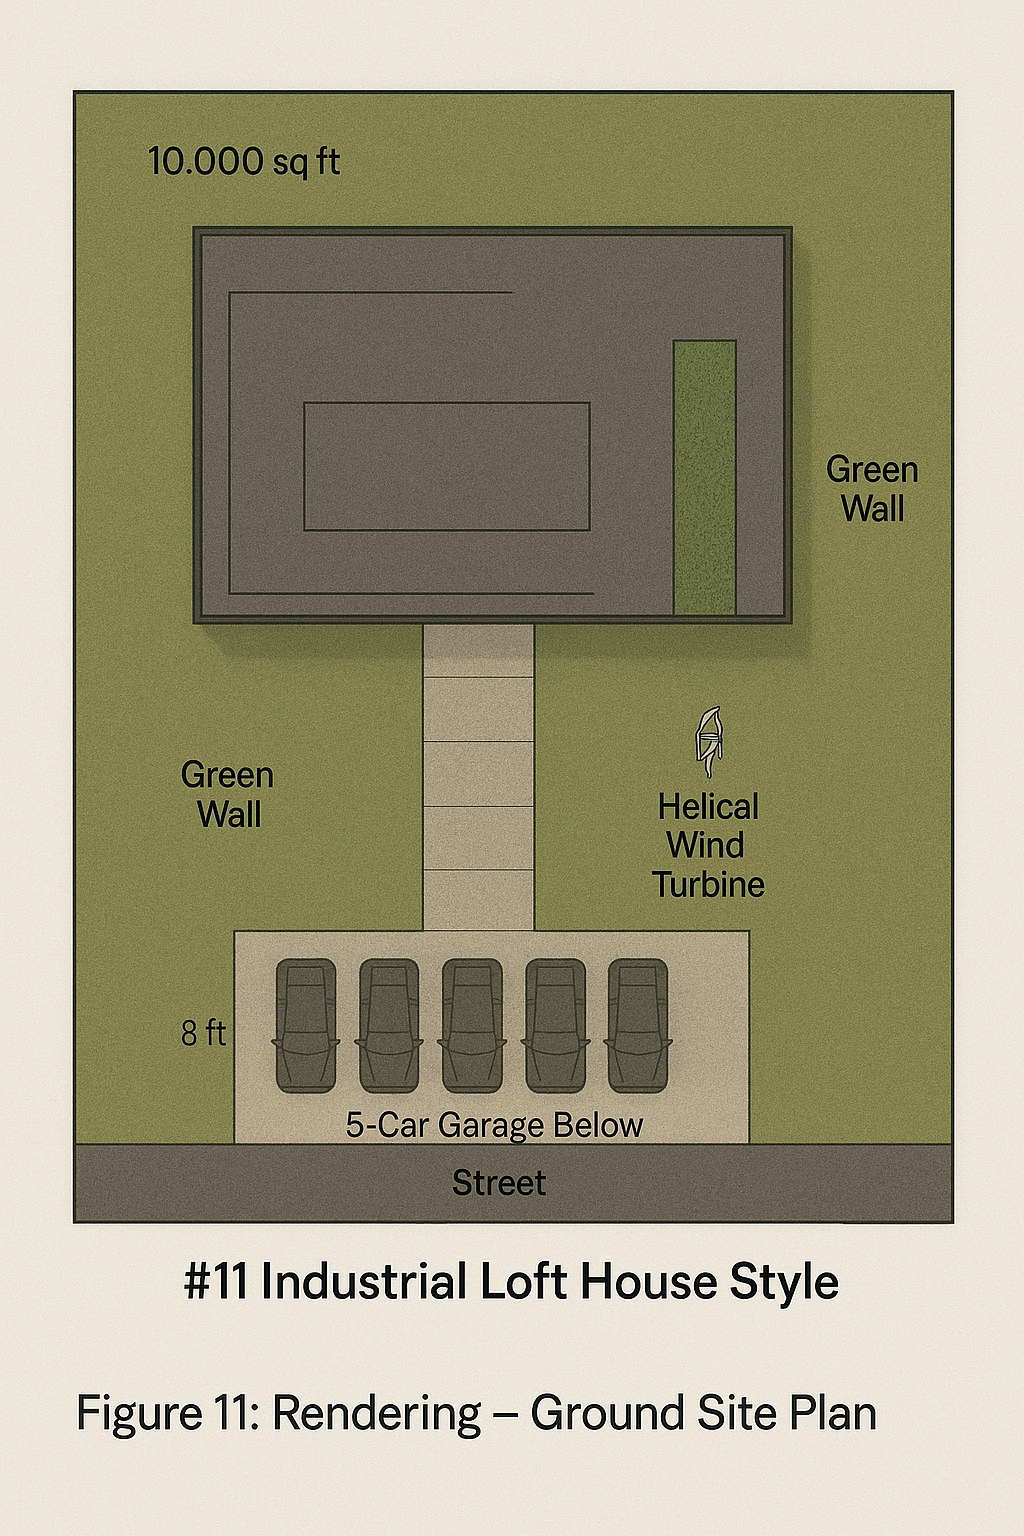 10.000 sq ft
Green
Wall
Green
Wall
Helical
Wind
Turbine
8 ft
5-Car Garage Below
Street
#11 Industrial Loft House Style
Figure 11: Rendering – Ground Site Plan